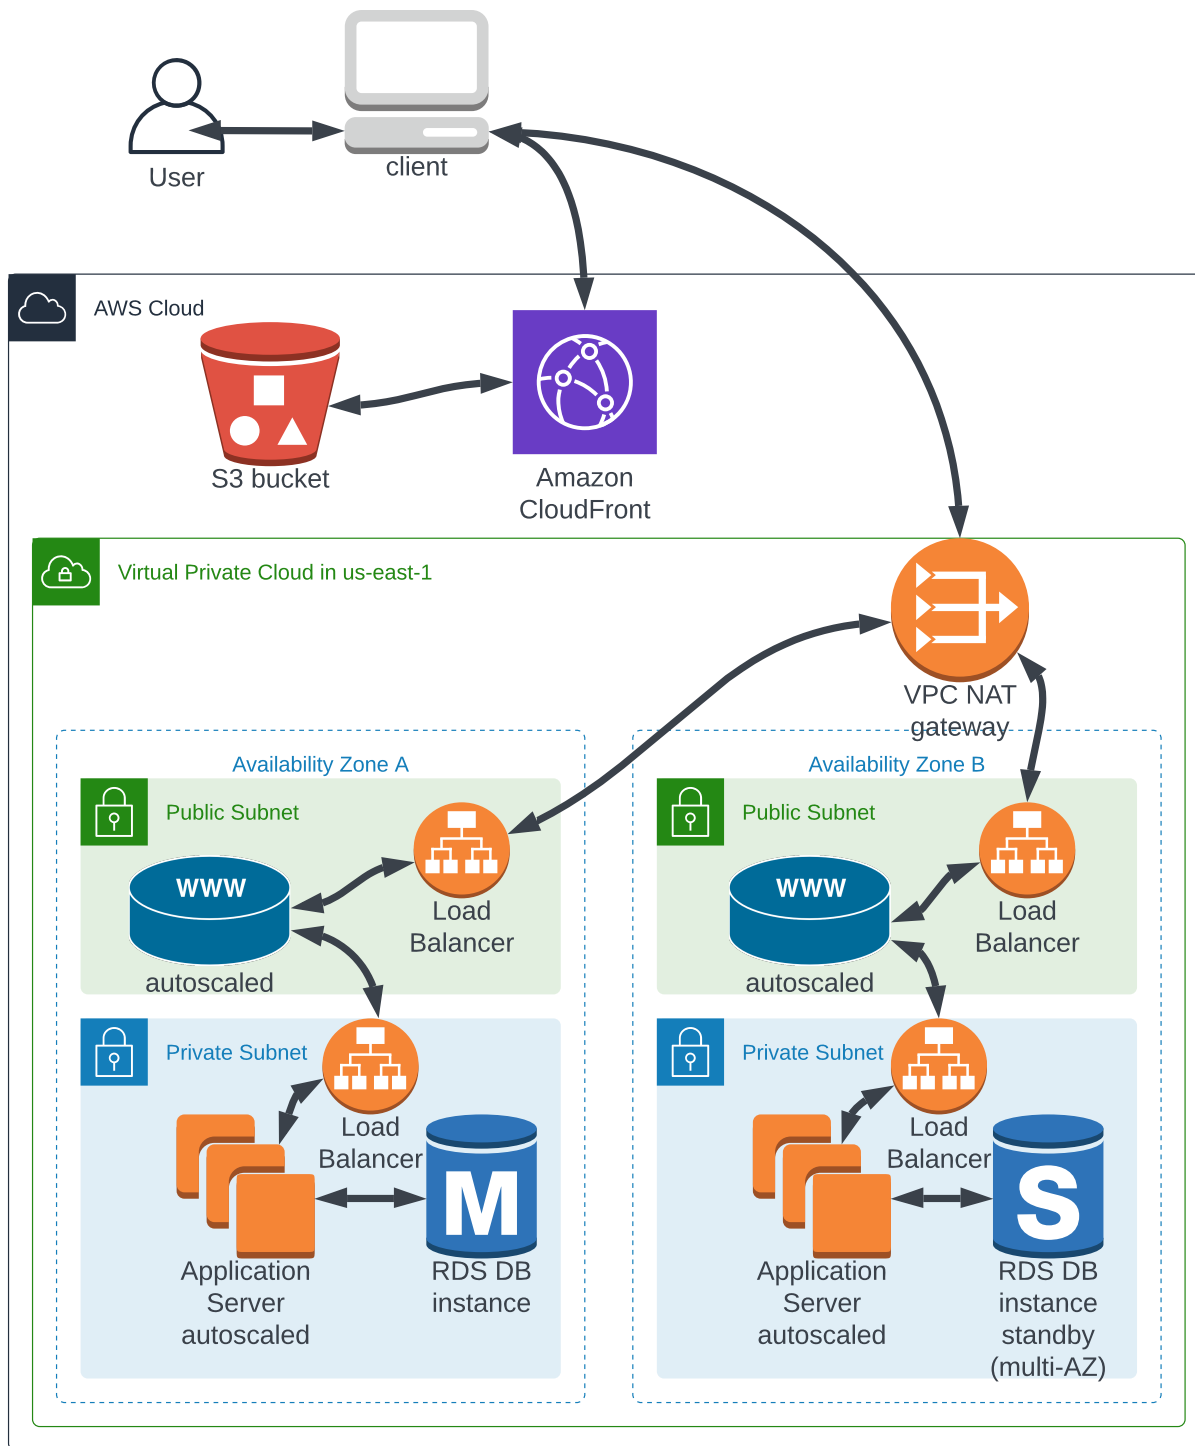 User
client
AWS Cloud
S3 bucket
Amazon
CloudFront
Virtual Private Cloud in us-east-1
VPC NAT
gateway
Availability Zone A
Public Subnet
WWW
autoscaled
Load
Balancer
Private Subnet
Load
Balancer
Application
Server
autoscaled
M
RDS DB
instance
Availability Zone B
Public Subnet
WWW
autoscaled
Load
Balancer
Private Subnet
Load
Balancer
Application
Server
autoscaled
S
RDS DB
instance
standby
(multi-AZ)